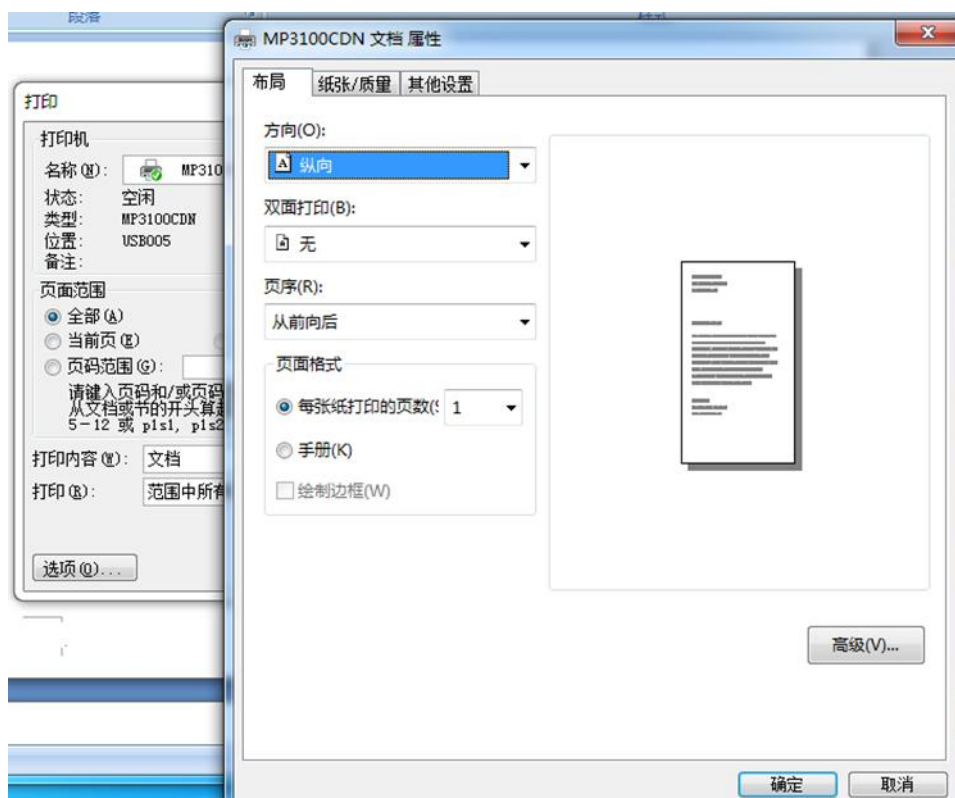 段落
MP3100CDN 文档 属性
布局
纸张/质量
其他设置
方向(O):
纵向
双面打印(B):
无
页序(R):
从前向后
页面格式
每张纸打印的页数(S
1
手册(K)
绘制边框(W)
高级(V)...
确定
取消
打印
打印机
名称(N):
MP310
状态:
空闲
类型:
MP3100CDN
位置:
USB005
备注:
页面范围
全部(A)
当前页(E)
页码范围(G):
请键入页码和/或页码
从文档或节的开头算起
5-12 或 p1s1, p1s2
打印内容(W):
文档
打印(R):
范围中所有
选项(O)...